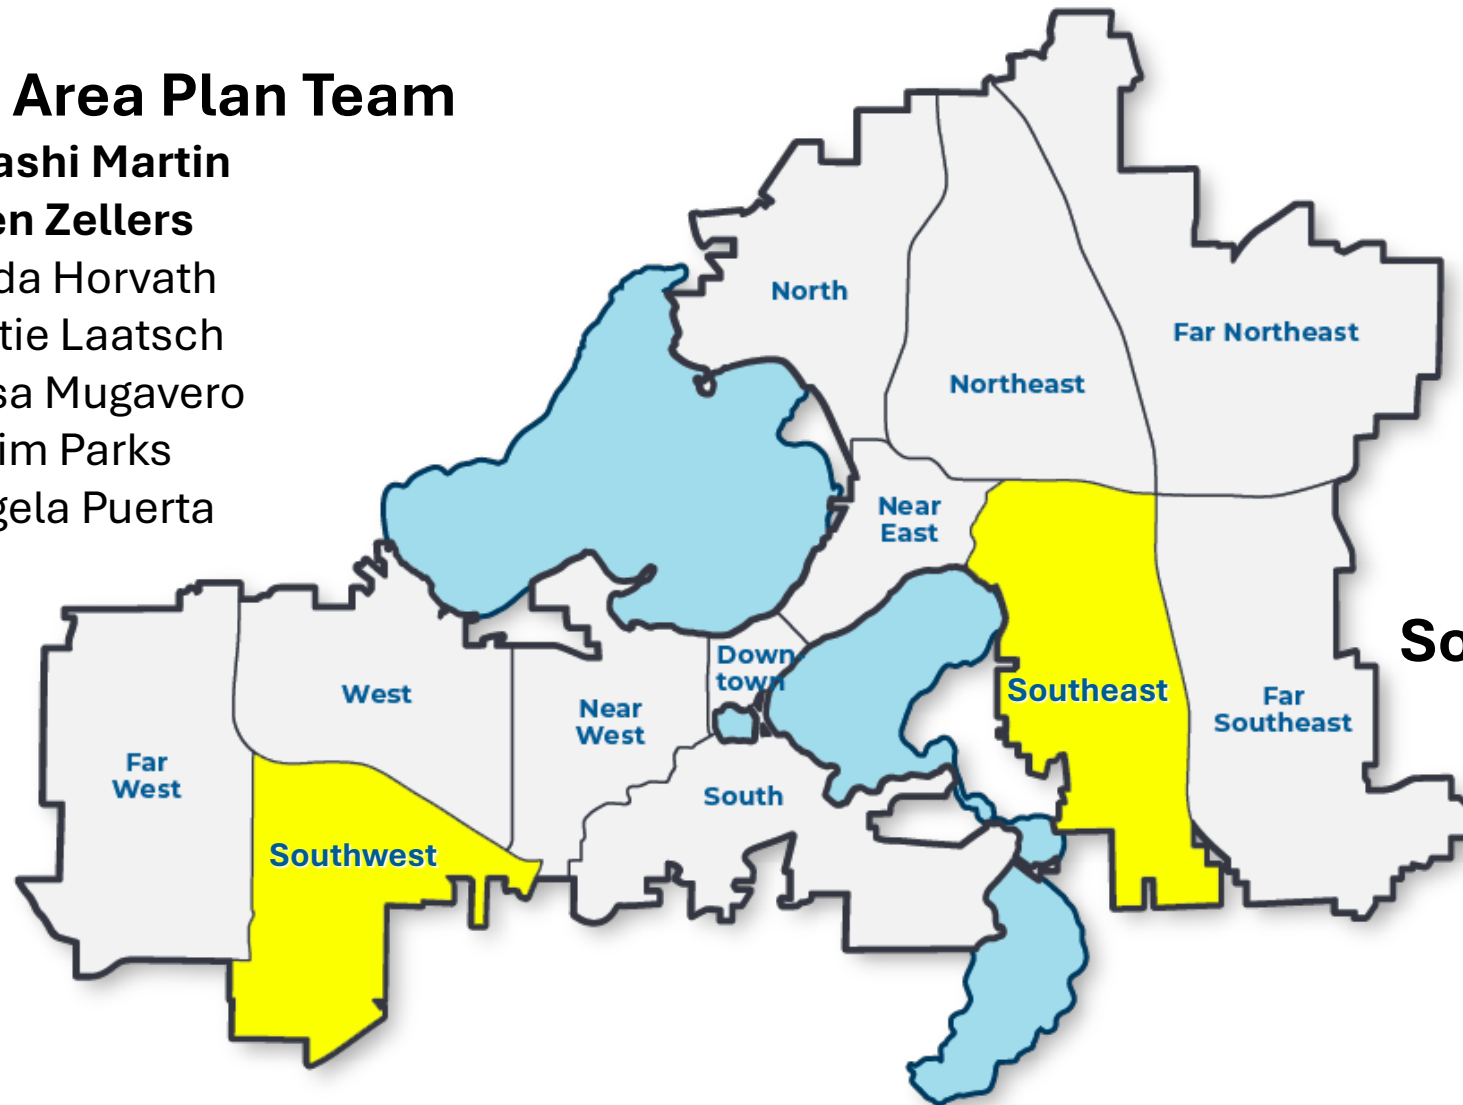 Area Plan Team
ashi Martin
en Zellers
da Horvath
tie Laatsch
sa Mugavero
im Parks
gela Puerta
North
Far Northeast
Northeast
Near
East
So
Down
town
Southeast
West
Near
West
Far
Southeast
Far
West
South
Southwest